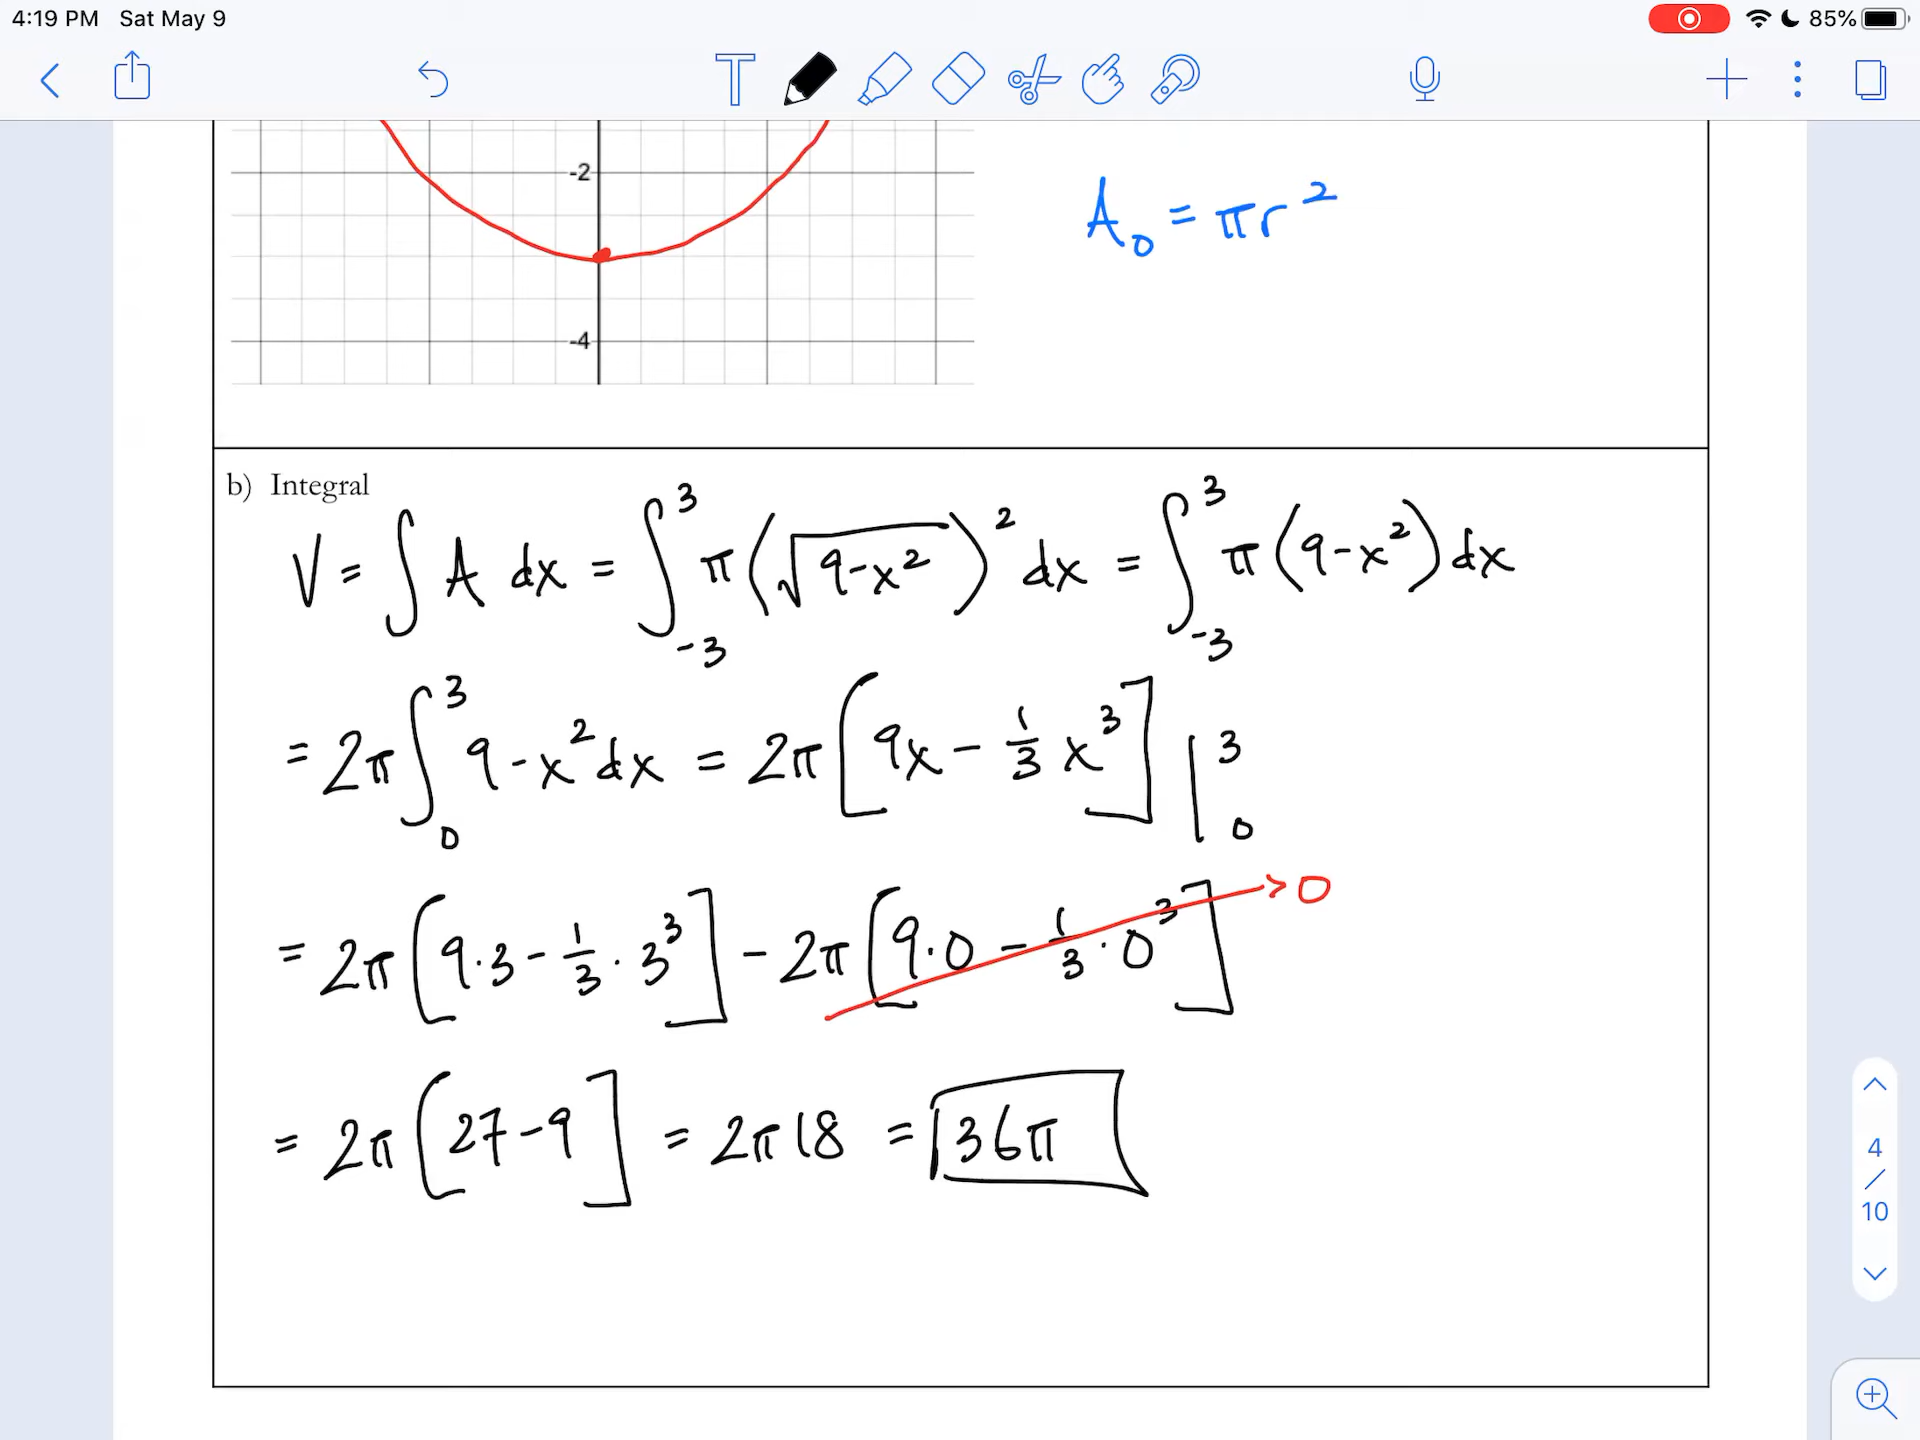 4:19 PM Sat May 9
85%
T
-2
A₀ = πr²
-4
b) Integral
V = ∫ A dx = ∫₋₃³ π(√(9-x²))² dx = ∫₋₃³ π(9-x²) dx
= 2π ∫₀³ 9-x² dx = 2π [9x - 1/3 x³] |₀³
= 2π [9·3 - 1/3 · 3³] - 2π [9·0 - 1/3 · 0³] → 0
= 2π [27-9] = 2π 18 = 36π
4
/
10